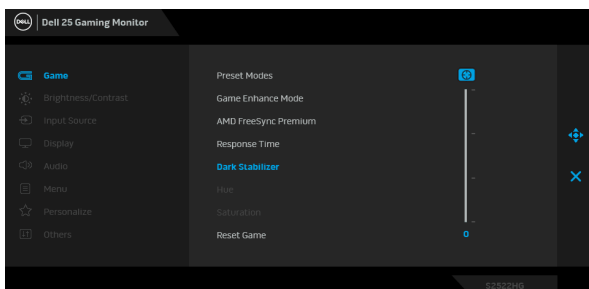 DELL
Dell 25 Gaming Monitor
Game
Brightness/Contrast
Input Source
Display
Audio
Menu
Personalize
Others
Preset Modes
Game Enhance Mode
AMD FreeSync Premium
Response Time
Dark Stabilizer
Hue
Saturation
Reset Game
0
S2522HG